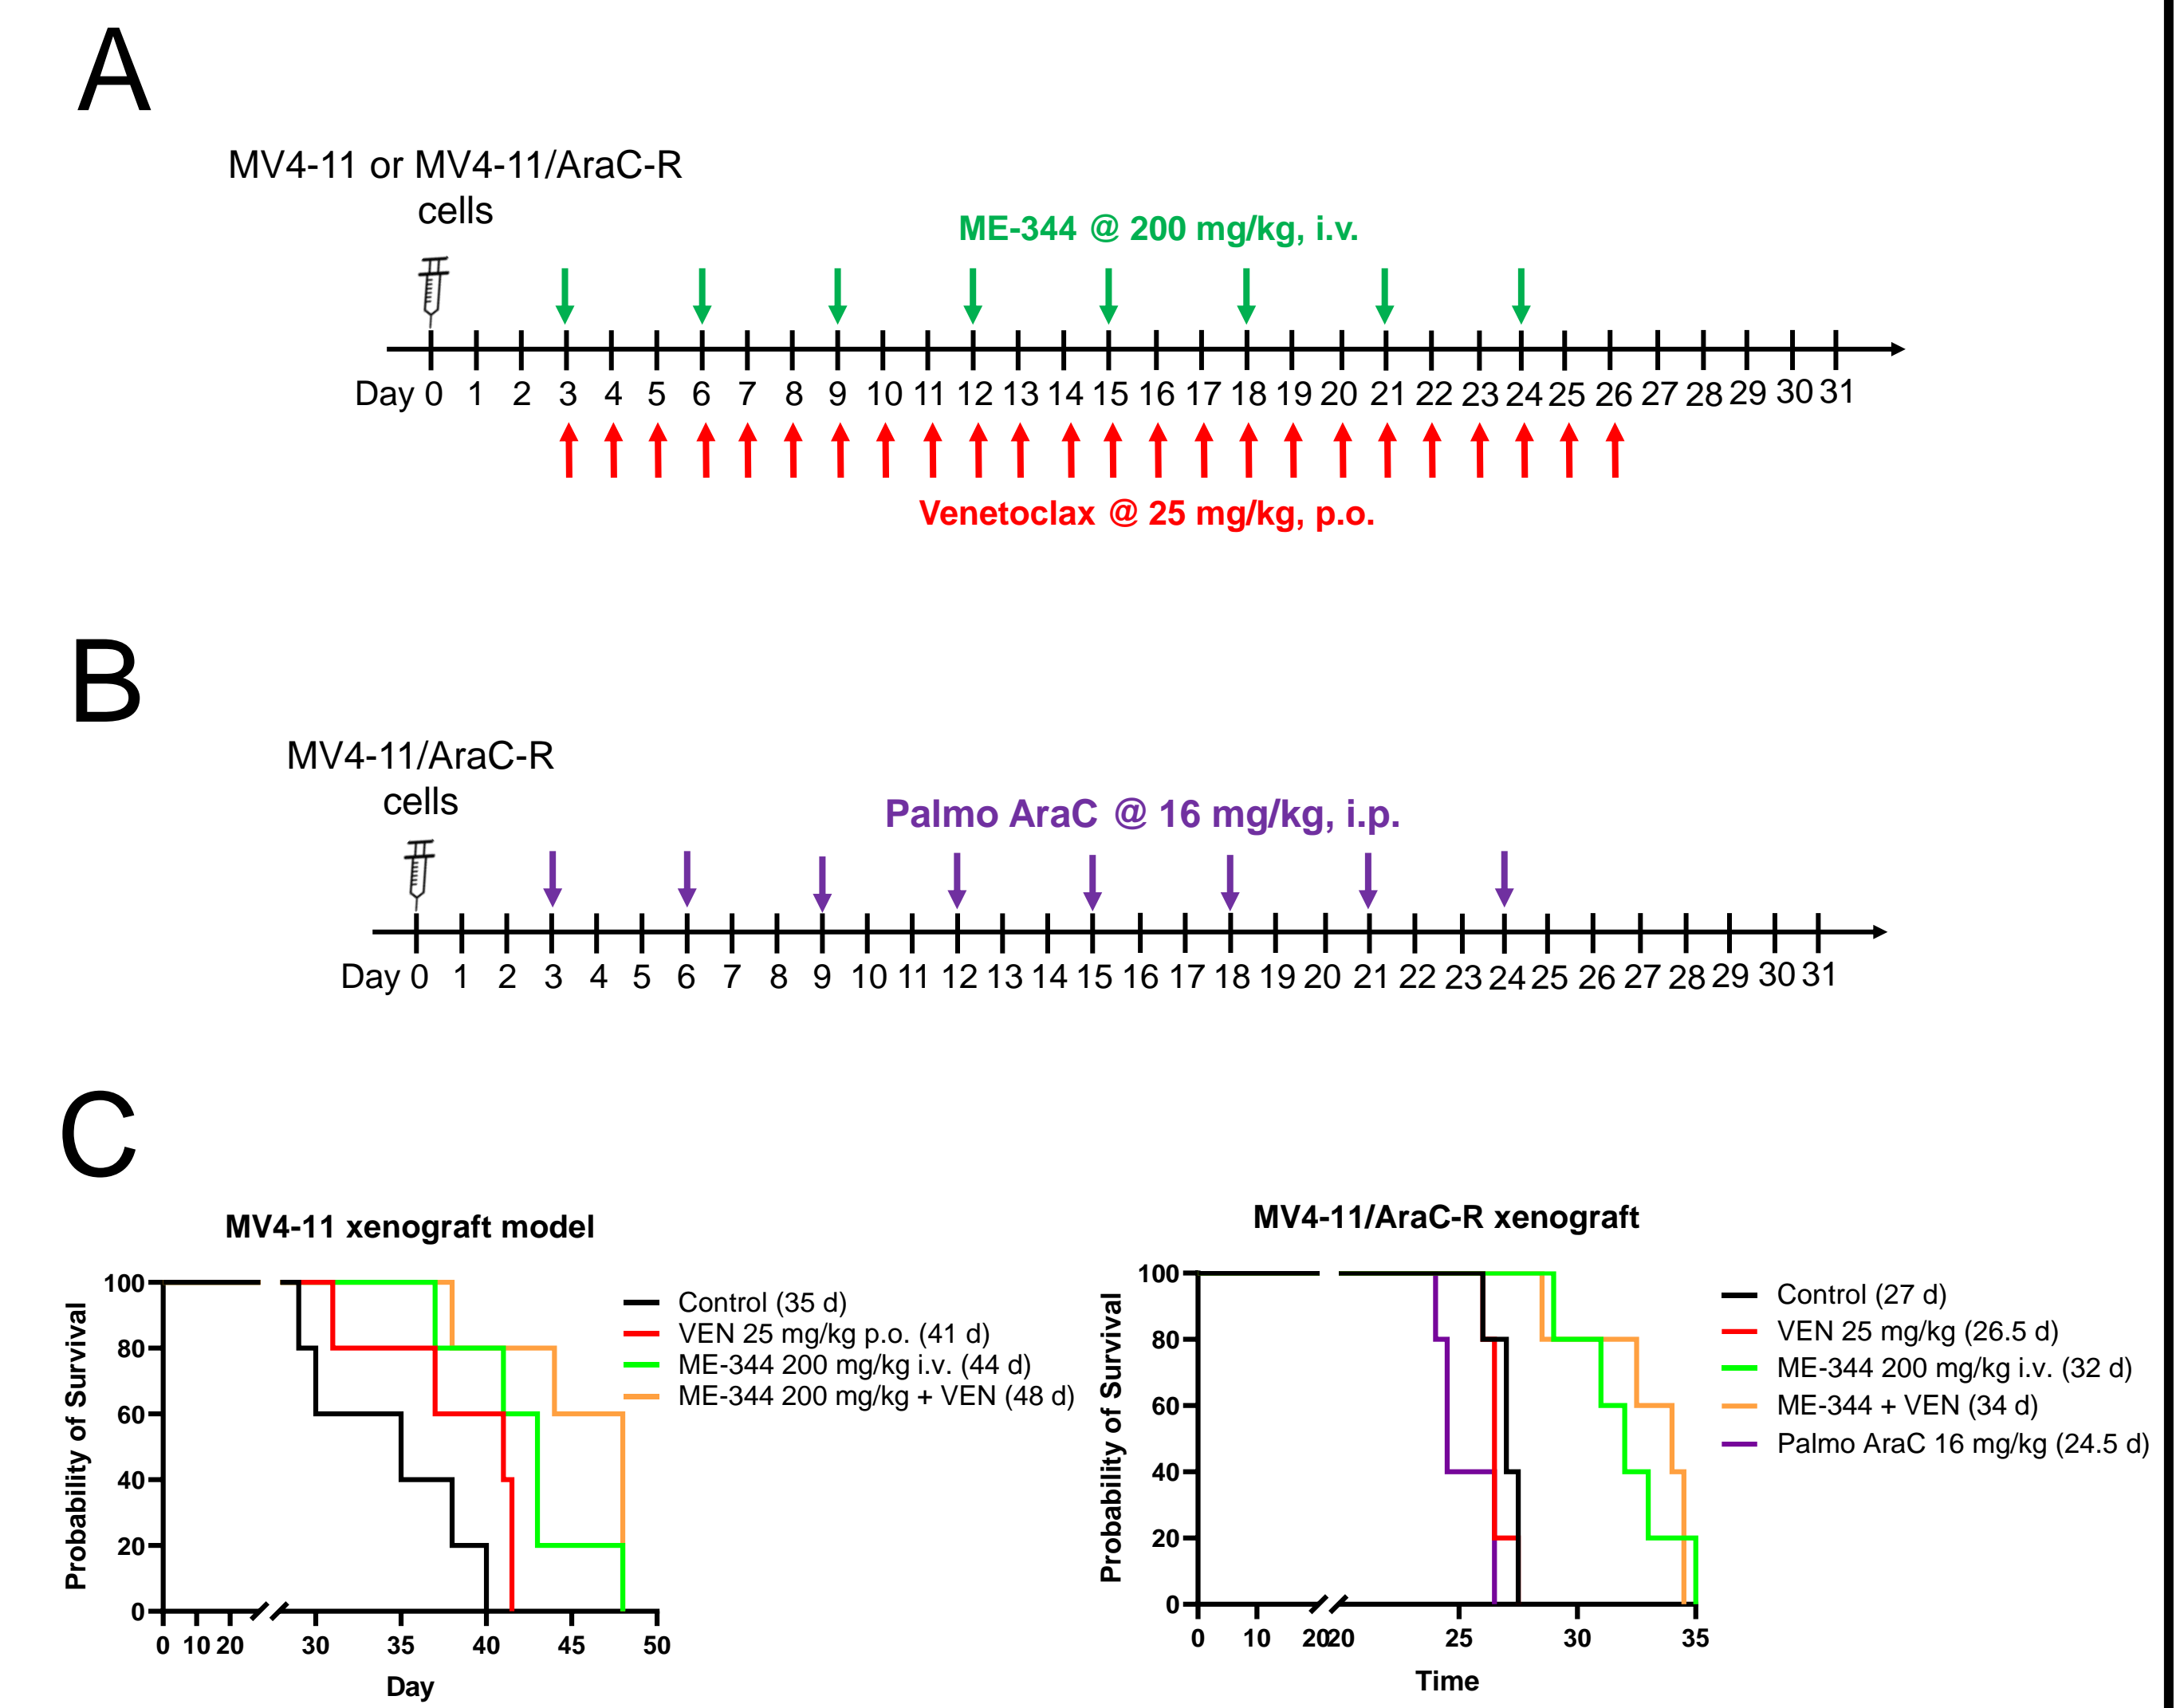 A
MV4-11 or MV4-11/AraC-R
cells
ME-344 @ 200 mg/kg, i.v.
Day 0 1 2 3 4 5 6 7 8 9 10 11 12 13 14 15 16 17 18 19 20 21 22 23 24 25 26 27 28 29 30 31
Venetoclax @ 25 mg/kg, p.o.
B
MV4-11/AraC-R
cells
Palmo AraC @ 16 mg/kg, i.p.
Day 0 1 2 3 4 5 6 7 8 9 10 11 12 13 14 15 16 17 18 19 20 21 22 23 24 25 26 27 28 29 30 31
C
MV4-11 xenograft model
Probability of Survival
100
80
60
40
20
0
0 10 20 30 35 40 45 50
Day
Control (35 d)
VEN 25 mg/kg p.o. (41 d)
ME-344 200 mg/kg i.v. (44 d)
ME-344 200 mg/kg + VEN (48 d)
MV4-11/AraC-R xenograft
Probability of Survival
100
80
60
40
20
0
0 10 20 20 25 30 35
Time
Control (27 d)
VEN 25 mg/kg (26.5 d)
ME-344 200 mg/kg i.v. (32 d)
ME-344 + VEN (34 d)
Palmo AraC 16 mg/kg (24.5 d)